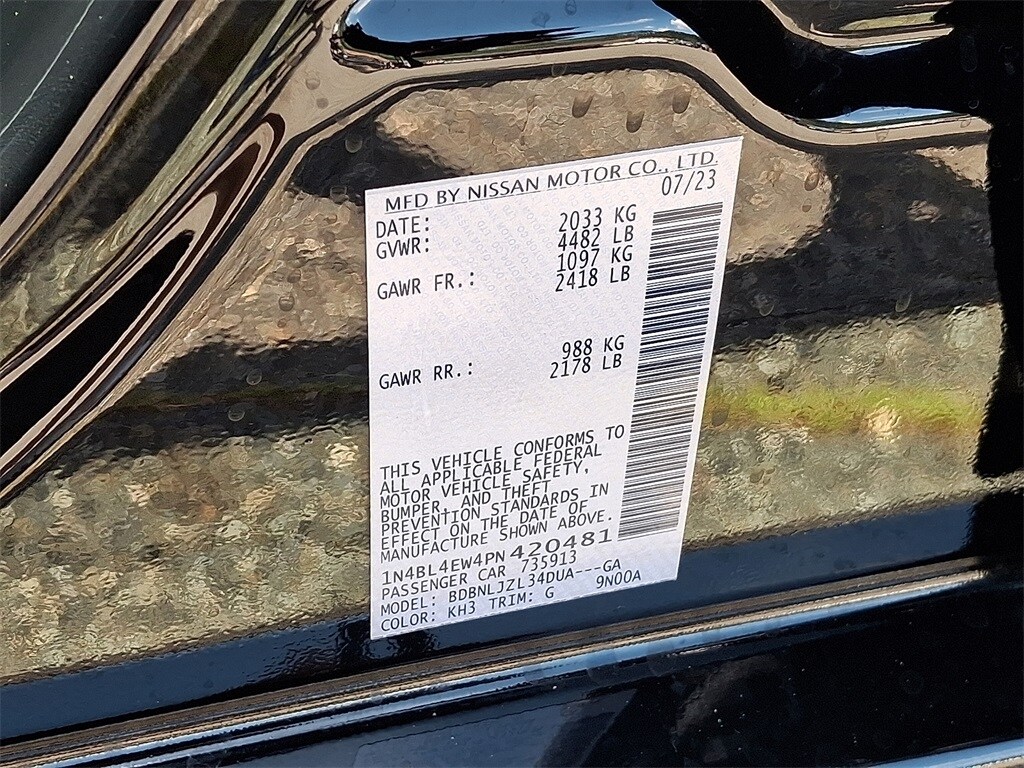 MFD BY NISSAN MOTOR CO., LTD.
DATE: 07/23
GVWR: 2033 KG
4482 LB
GAWR FR.: 1097 KG
2418 LB
GAWR RR.: 988 KG
2178 LB
THIS VEHICLE CONFORMS TO
ALL APPLICABLE FEDERAL
MOTOR VEHICLE SAFETY,
BUMPER, AND THEFT
PREVENTION STANDARDS IN
EFFECT ON THE DATE OF
MANUFACTURE SHOWN ABOVE.
1N4BL4EW4PN420481
PASSENGER CAR 735913
MODEL: BDBNLJZL34DUA---GA
COLOR: KH3 TRIM: G 9N00A